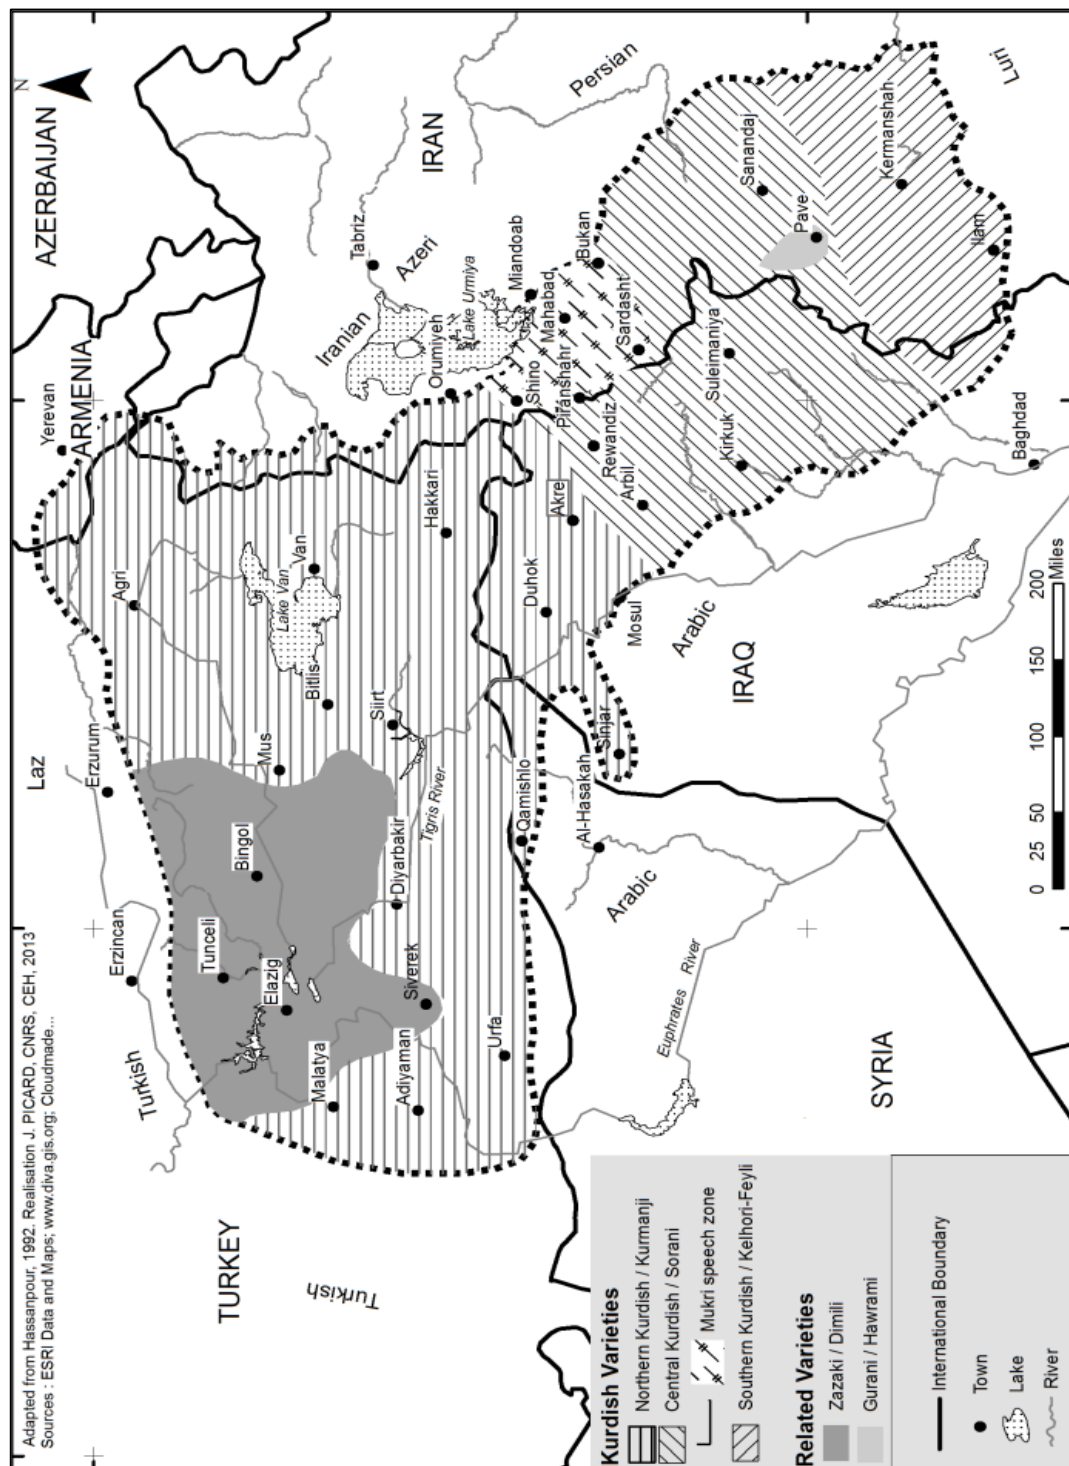 Adapted from Hassanpour, 1992. Realisation J. PICARD, CNRS, CEH, 2013
Sources : ESRI Data and Maps; www.diva.gis.org; Cloudmade...
N
AZERBAIJAN
ARMENIA
Yerevan
Laz
Erzurum
Agri
Erzincan
Turkish
TURKEY
Turkish
Tunceli
Bingol
Elazig
Mus
Lake Van
Van
Bitlis
Malatya
Adiyaman
Siverek
Diyarbakir
Siirt
Tigris River
Hakkari
Urfa
Qamishlo
Duhok
Akre
Al-Hasakah
Sinjar
Mosul
Arabic
Arabic
Euphrates River
SYRIA
IRAQ
Tabriz
Azeri
Iranian
IRAN
Persian
Lake Urmiya
Orumiyeh
Miandoab
Shino
Mahabad
Bukan
Piranshahr
Sardasht
Rewandiz
Arbil
Kirkuk
Suleimaniya
Sanandaj
Pave
Kermanshah
Ilam
Luri
Baghdad
0 25 50 100 150 200
Miles
Kurdish Varieties
Northern Kurdish / Kurmanji
Central Kurdish / Sorani
Mukri speech zone
Southern Kurdish / Kelhori-Feyli
Related Varieties
Zazaki / Dimili
Gurani / Hawrami
International Boundary
Town
Lake
River